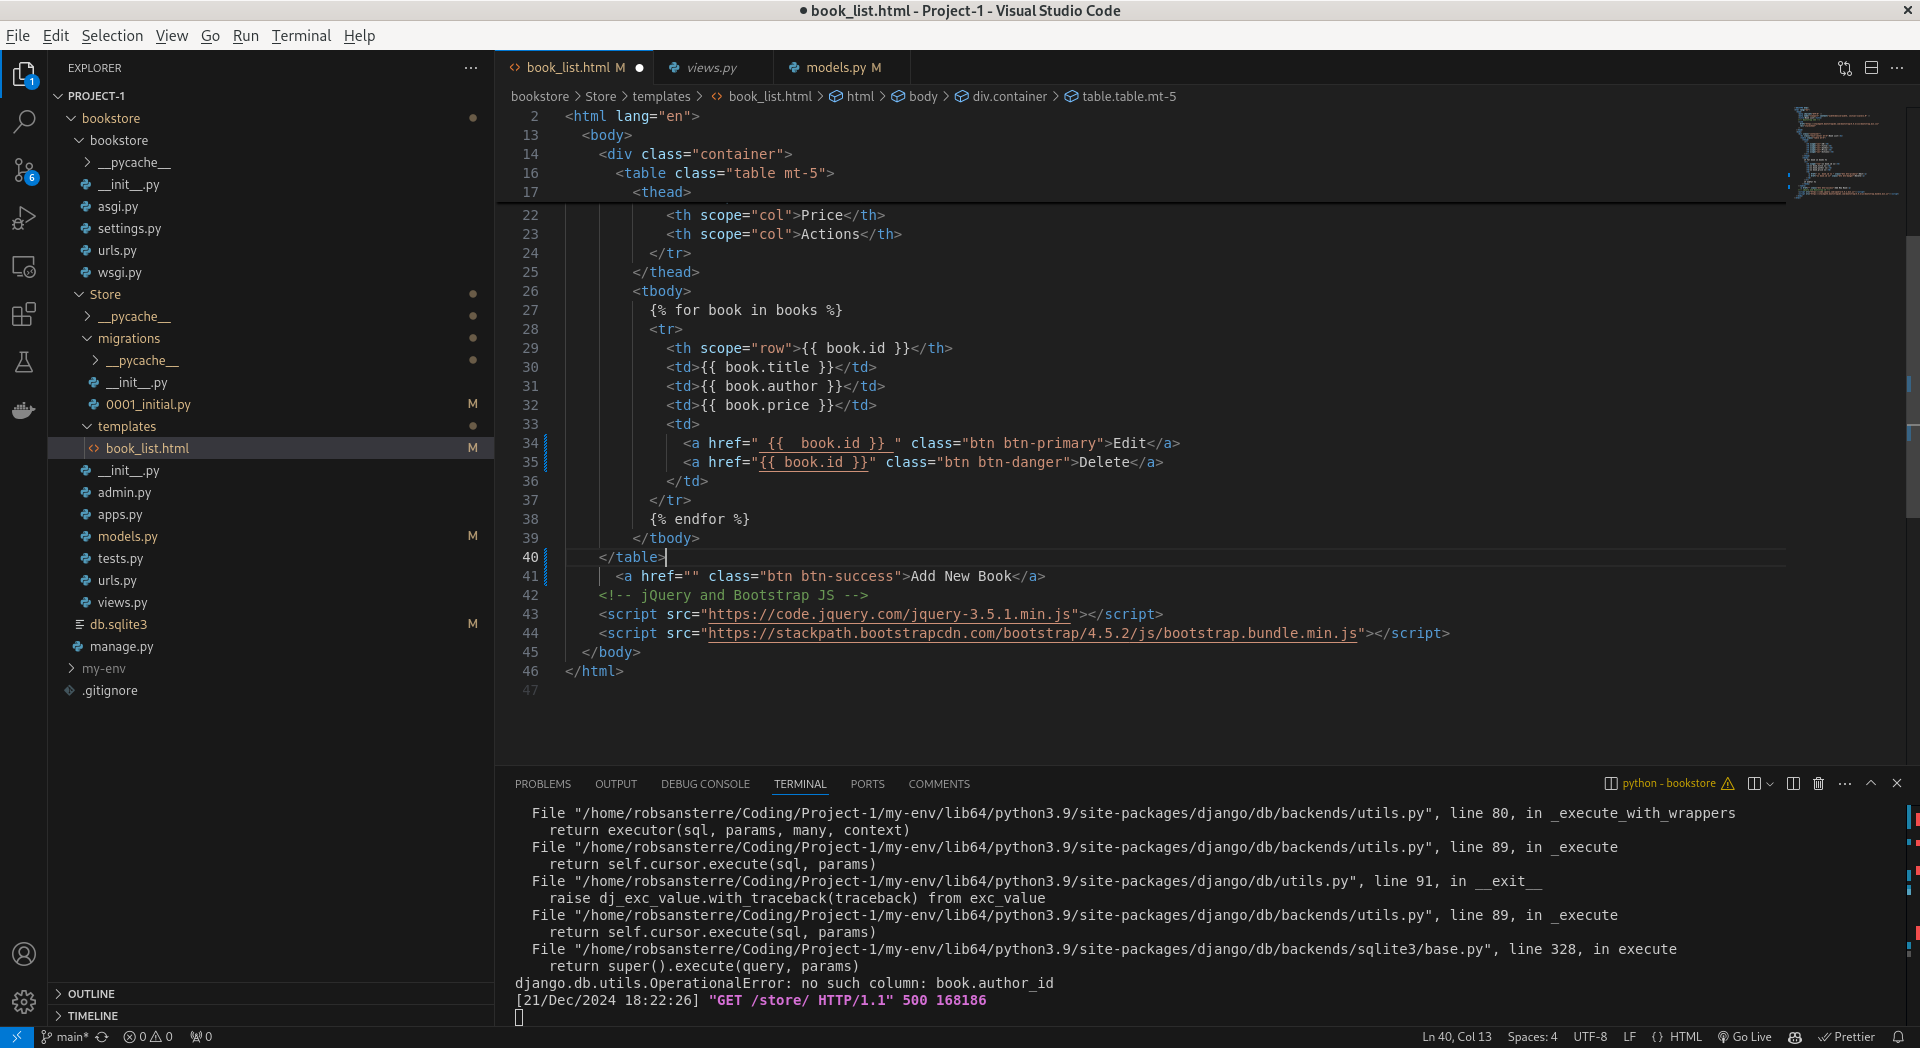 ● book_list.html - Project-1 - Visual Studio Code
File Edit Selection View Go Run Terminal Help
EXPLORER
PROJECT-1
bookstore
bookstore
__pycache__
__init__.py
asgi.py
settings.py
urls.py
wsgi.py
Store
__pycache__
migrations
__pycache__
__init__.py
0001_initial.py M
templates
book_list.html M
__init__.py
admin.py
apps.py
models.py M
tests.py
urls.py
views.py
db.sqlite3 M
manage.py
my-env
.gitignore
OUTLINE
TIMELINE
1
6
book_list.html M views.py models.py M
bookstore > Store > templates > book_list.html > html > body > div.container > table.table.mt-5
2 <html lang="en">
13 <body>
14 <div class="container">
16 <table class="table mt-5">
17 <thead>
22 <th scope="col">Price</th>
23 <th scope="col">Actions</th>
24 </tr>
25 </thead>
26 <tbody>
27 {% for book in books %}
28 <tr>
29 <th scope="row">{{ book.id }}</th>
30 <td>{{ book.title }}</td>
31 <td>{{ book.author }}</td>
32 <td>{{ book.price }}</td>
33 <td>
34 <a href=" {{  book.id }} " class="btn btn-primary">Edit</a>
35 <a href="{{ book.id }}" class="btn btn-danger">Delete</a>
36 </td>
37 </tr>
38 {% endfor %}
39 </tbody>
40 </table>
41 <a href="" class="btn btn-success">Add New Book</a>
42 <!-- jQuery and Bootstrap JS -->
43 <script src="https://code.jquery.com/jquery-3.5.1.min.js"></script>
44 <script src="https://stackpath.bootstrapcdn.com/bootstrap/4.5.2/js/bootstrap.bundle.min.js"></script>
45 </body>
46 </html>
47
PROBLEMS OUTPUT DEBUG CONSOLE TERMINAL PORTS COMMENTS
python - bookstore
File "/home/robsansterre/Coding/Project-1/my-env/lib64/python3.9/site-packages/django/db/backends/utils.py", line 80, in _execute_with_wrappers
return executor(sql, params, many, context)
File "/home/robsansterre/Coding/Project-1/my-env/lib64/python3.9/site-packages/django/db/backends/utils.py", line 89, in _execute
return self.cursor.execute(sql, params)
File "/home/robsansterre/Coding/Project-1/my-env/lib64/python3.9/site-packages/django/db/utils.py", line 91, in __exit__
raise dj_exc_value.with_traceback(traceback) from exc_value
File "/home/robsansterre/Coding/Project-1/my-env/lib64/python3.9/site-packages/django/db/backends/utils.py", line 89, in _execute
return self.cursor.execute(sql, params)
File "/home/robsansterre/Coding/Project-1/my-env/lib64/python3.9/site-packages/django/db/backends/sqlite3/base.py", line 328, in execute
return super().execute(query, params)
django.db.utils.OperationalError: no such column: book.author_id
[21/Dec/2024 18:22:26] "GET /store/ HTTP/1.1" 500 168186
main* 0 0 0 Ln 40, Col 13 Spaces: 4 UTF-8 LF {} HTML Go Live Prettier